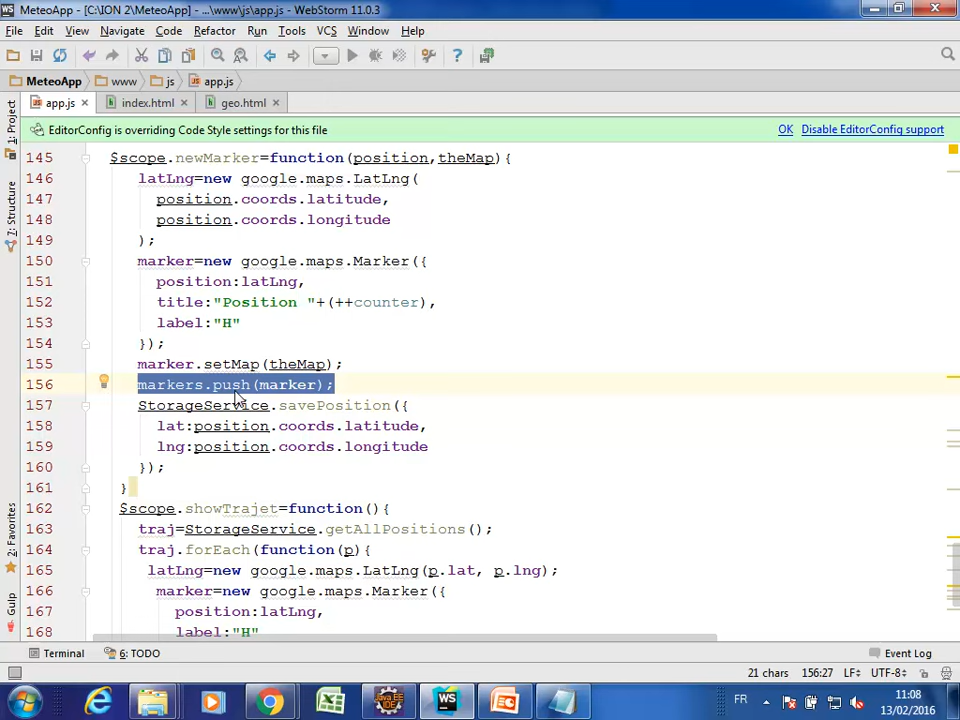 MeteoApp - [C:\ION 2\MeteoApp] - ...\www\js\app.js - WebStorm 11.0.3
File Edit View Navigate Code Refactor Run Tools VCS Window Help
MeteoApp www js app.js
app.js index.html geo.html
EditorConfig is overriding Code Style settings for this file OK Disable EditorConfig support
1: Project
7: Structure
2: Favorites
Gulp
145 $scope.newMarker=function(position,theMap){
146 latLng=new google.maps.LatLng(
147 position.coords.latitude,
148 position.coords.longitude
149 );
150 marker=new google.maps.Marker({
151 position:latLng,
152 title:"Position "+(++counter),
153 label:"H"
154 });
155 marker.setMap(theMap);
156 markers.push(marker);
157 StorageService.savePosition({
158 lat:position.coords.latitude,
159 lng:position.coords.longitude
160 });
161 }
162 $scope.showTrajet=function(){
163 traj=StorageService.getAllPositions();
164 traj.forEach(function(p){
165 latLng=new google.maps.LatLng(p.lat, p.lng);
166 marker=new google.maps.Marker({
167 position:latLng,
168 label:"H"
Terminal 6: TODO Event Log
21 chars 156:27 LF UTF-8
WS FR 11:08
13/02/2016